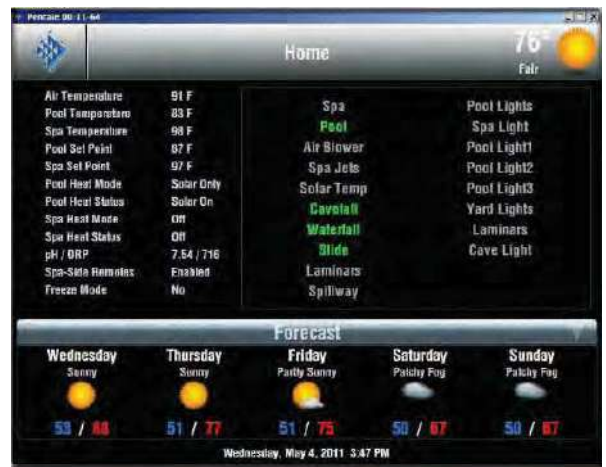 Pentair 00-11-64
Home
76°
Fair
Air Temperature 91 F
Pool Temperature 83 F
Spa Temperature 98 F
Pool Set Point 87 F
Spa Set Point 97 F
Pool Heat Mode Solar Only
Pool Heat Status Solar On
Spa Heat Mode Off
Spa Heat Status Off
pH / ORP 7.54 / 716
Spa-Side Remotes Enabled
Freeze Mode No
Spa
Pool
Air Blower
Spa Jets
Solar Temp
Cavefall
Waterfall
Slide
Laminars
Spillway
Pool Lights
Spa Light
Pool Light1
Pool Light2
Pool Light3
Yard Lights
Laminars
Cave Light
Forecast
Wednesday Thursday Friday Saturday Sunday
Sunny Sunny Partly Sunny Patchy Fog Patchy Fog
53 / 88 51 / 77 51 / 75 50 / 67 50 / 67
Wednesday, May 4, 2011 3:47 PM